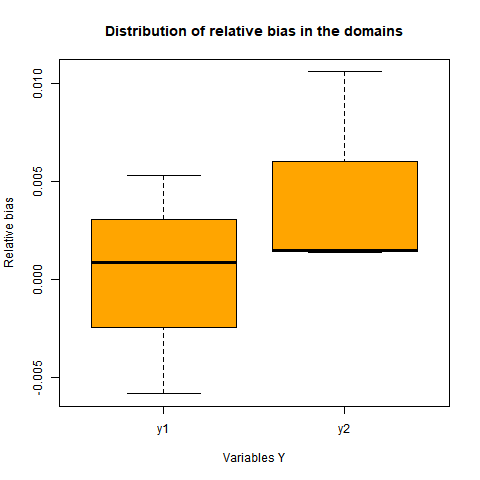 Distribution of relative bias in the domains
Relative bias
0.010
0.005
0.000
-0.005
y1
y2
Variables Y